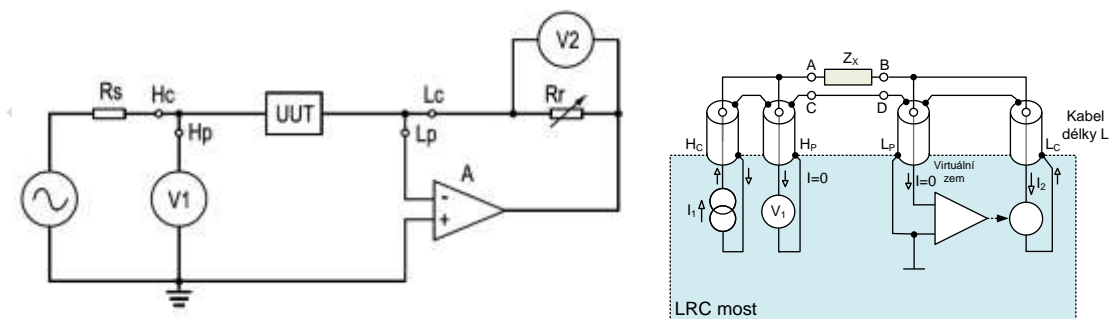 V2
Rs
Hc
Lc
Rr
UUT
Hp
Lp
V1
A
-
+
A
ZX
B
C
D
Kabel
délky L
HC
HP
LP
LC
Virtuální
zem
I1
I=0
V1
I=0
I2
LRC most